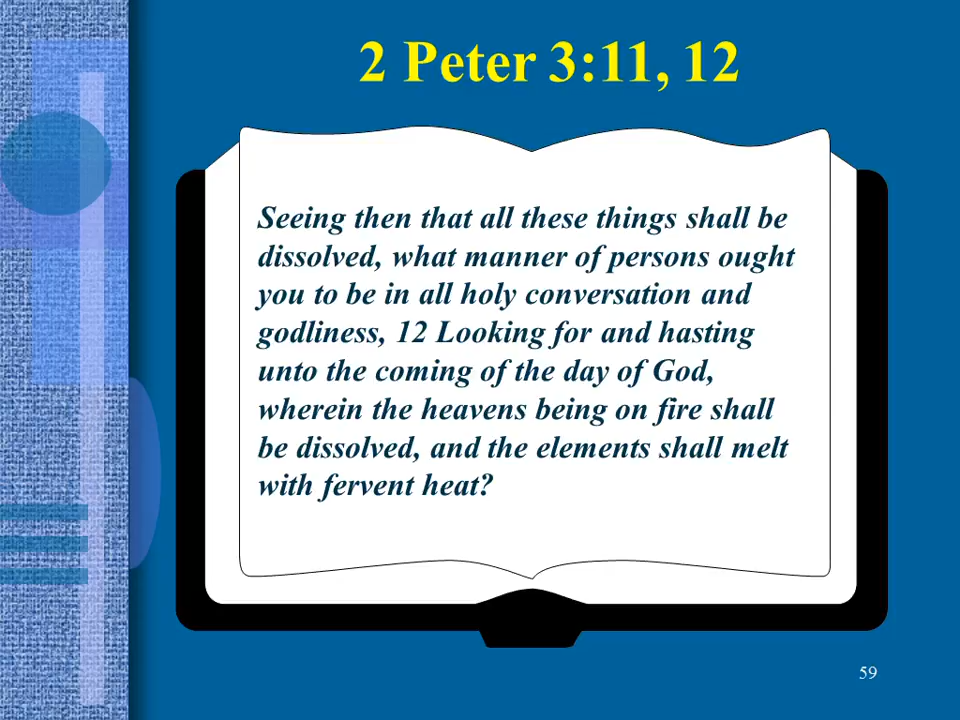 2 Peter 3:11, 12
Seeing then that all these things shall be
dissolved, what manner of persons ought
you to be in all holy conversation and
godliness, 12 Looking for and hasting
unto the coming of the day of God,
wherein the heavens being on fire shall
be dissolved, and the elements shall melt
with fervent heat?
59